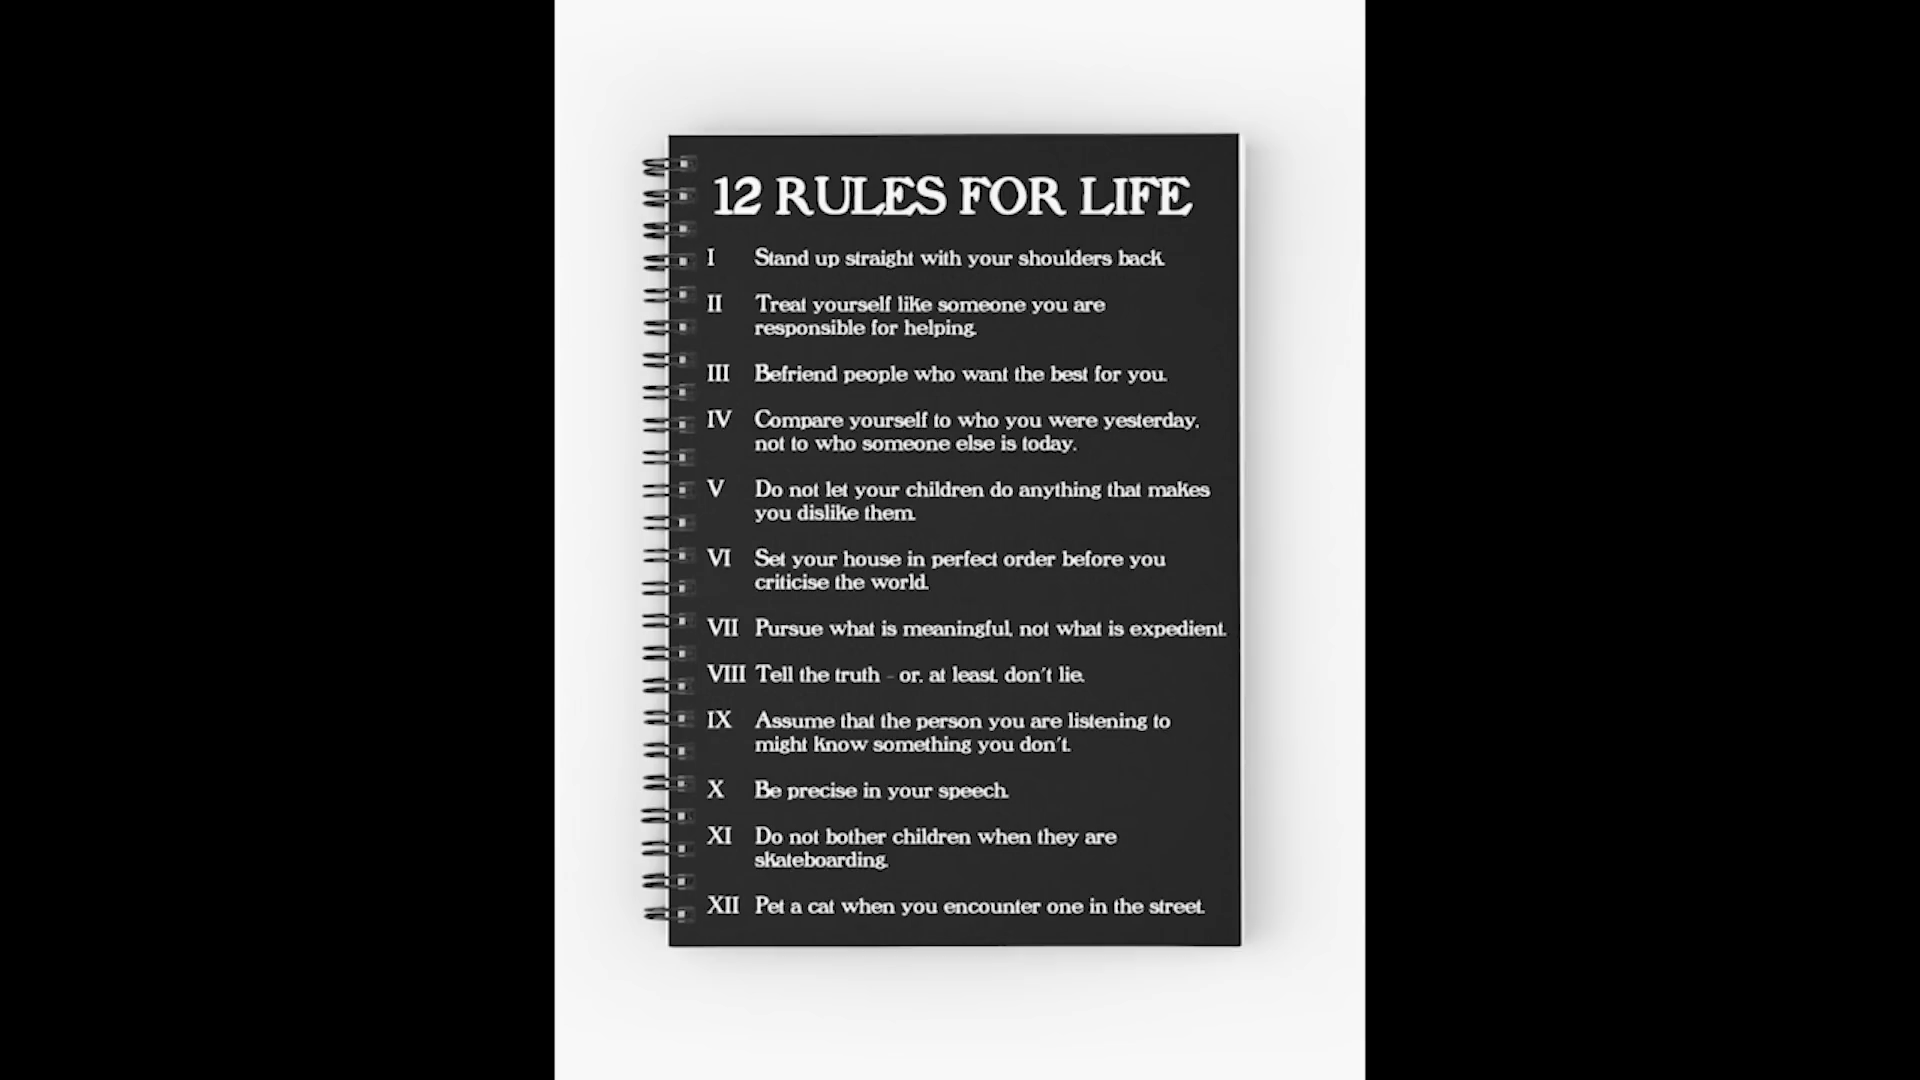 12 RULES FOR LIFE
I Stand up straight with your shoulders back.
II Treat yourself like someone you are
responsible for helping.
III Befriend people who want the best for you.
IV Compare yourself to who you were yesterday,
not to who someone else is today.
V Do not let your children do anything that makes
you dislike them.
VI Set your house in perfect order before you
criticise the world.
VII Pursue what is meaningful, not what is expedient.
VIII Tell the truth - or, at least, don't lie.
IX Assume that the person you are listening to
might know something you don't.
X Be precise in your speech.
XI Do not bother children when they are
skateboarding.
XII Pet a cat when you encounter one in the street.